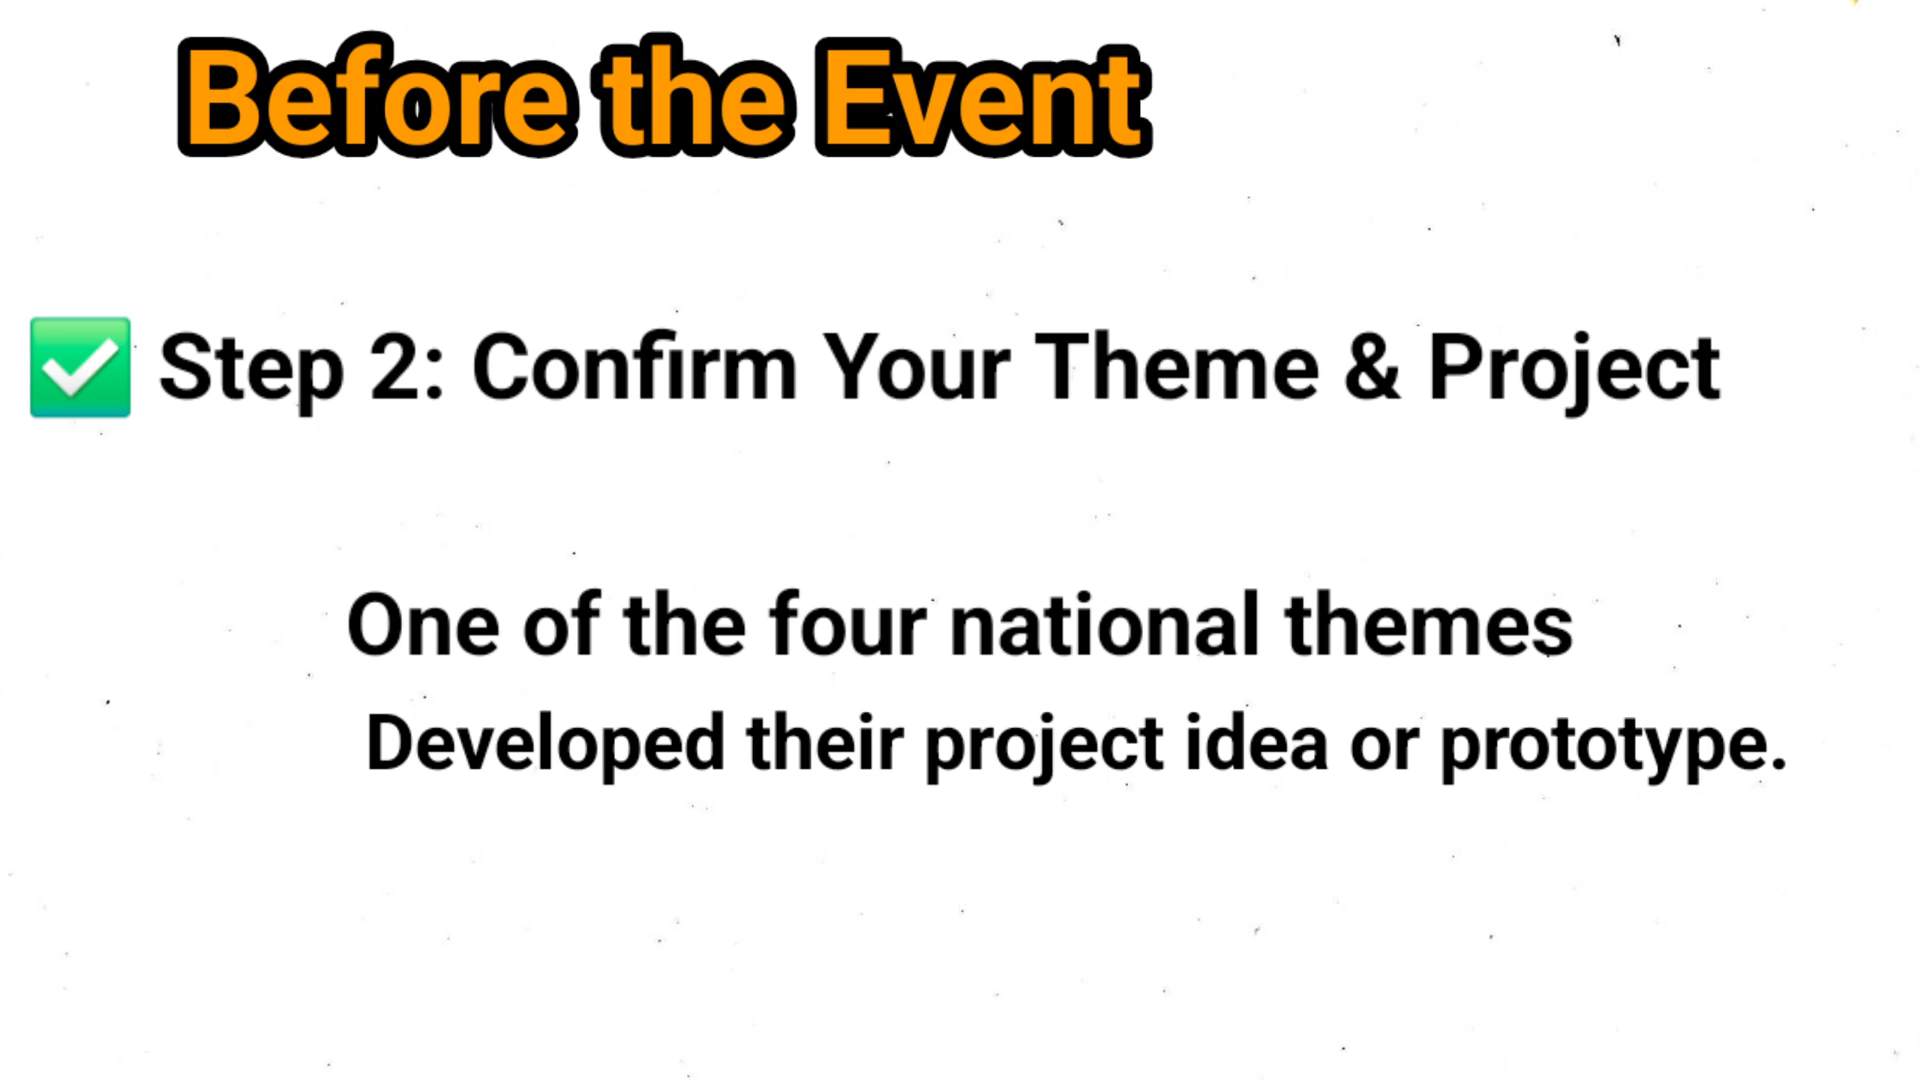 Before the Event
✅ Step 2: Confirm Your Theme & Project
One of the four national themes
Developed their project idea or prototype.